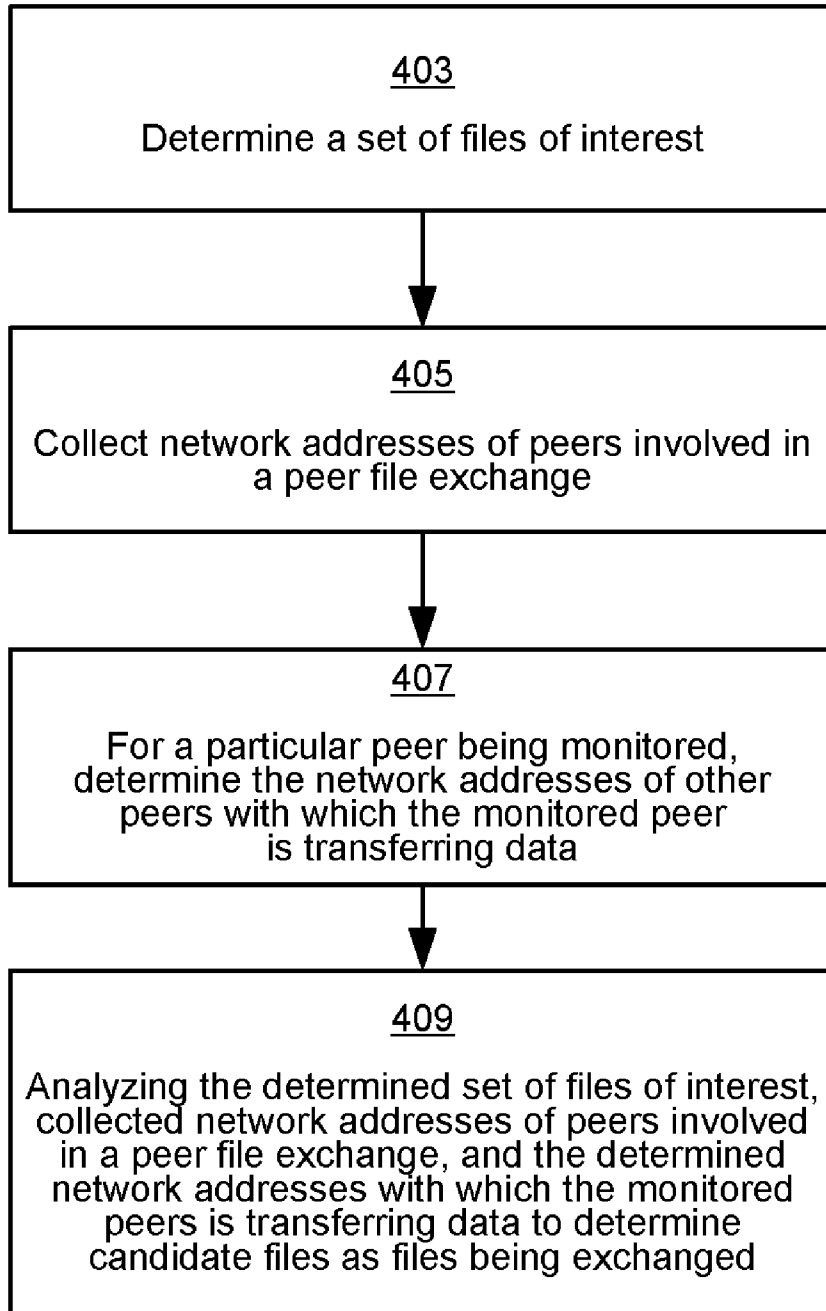 403
Determine a set of files of interest
405
Collect network addresses of peers involved in
a peer file exchange
407
For a particular peer being monitored,
determine the network addresses of other
peers with which the monitored peer
is transferring data
409
Analyzing the determined set of files of interest,
collected network addresses of peers involved
in a peer file exchange, and the determined
network addresses with which the monitored
peers is transferring data to determine
candidate files as files being exchanged